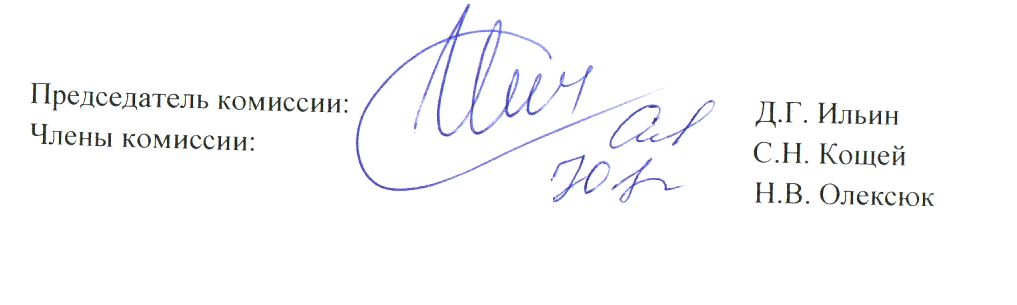 Председатель комиссии: Д.Г. Ильин
Члены комиссии: С.Н. Кощей
Н.В. Олексюк